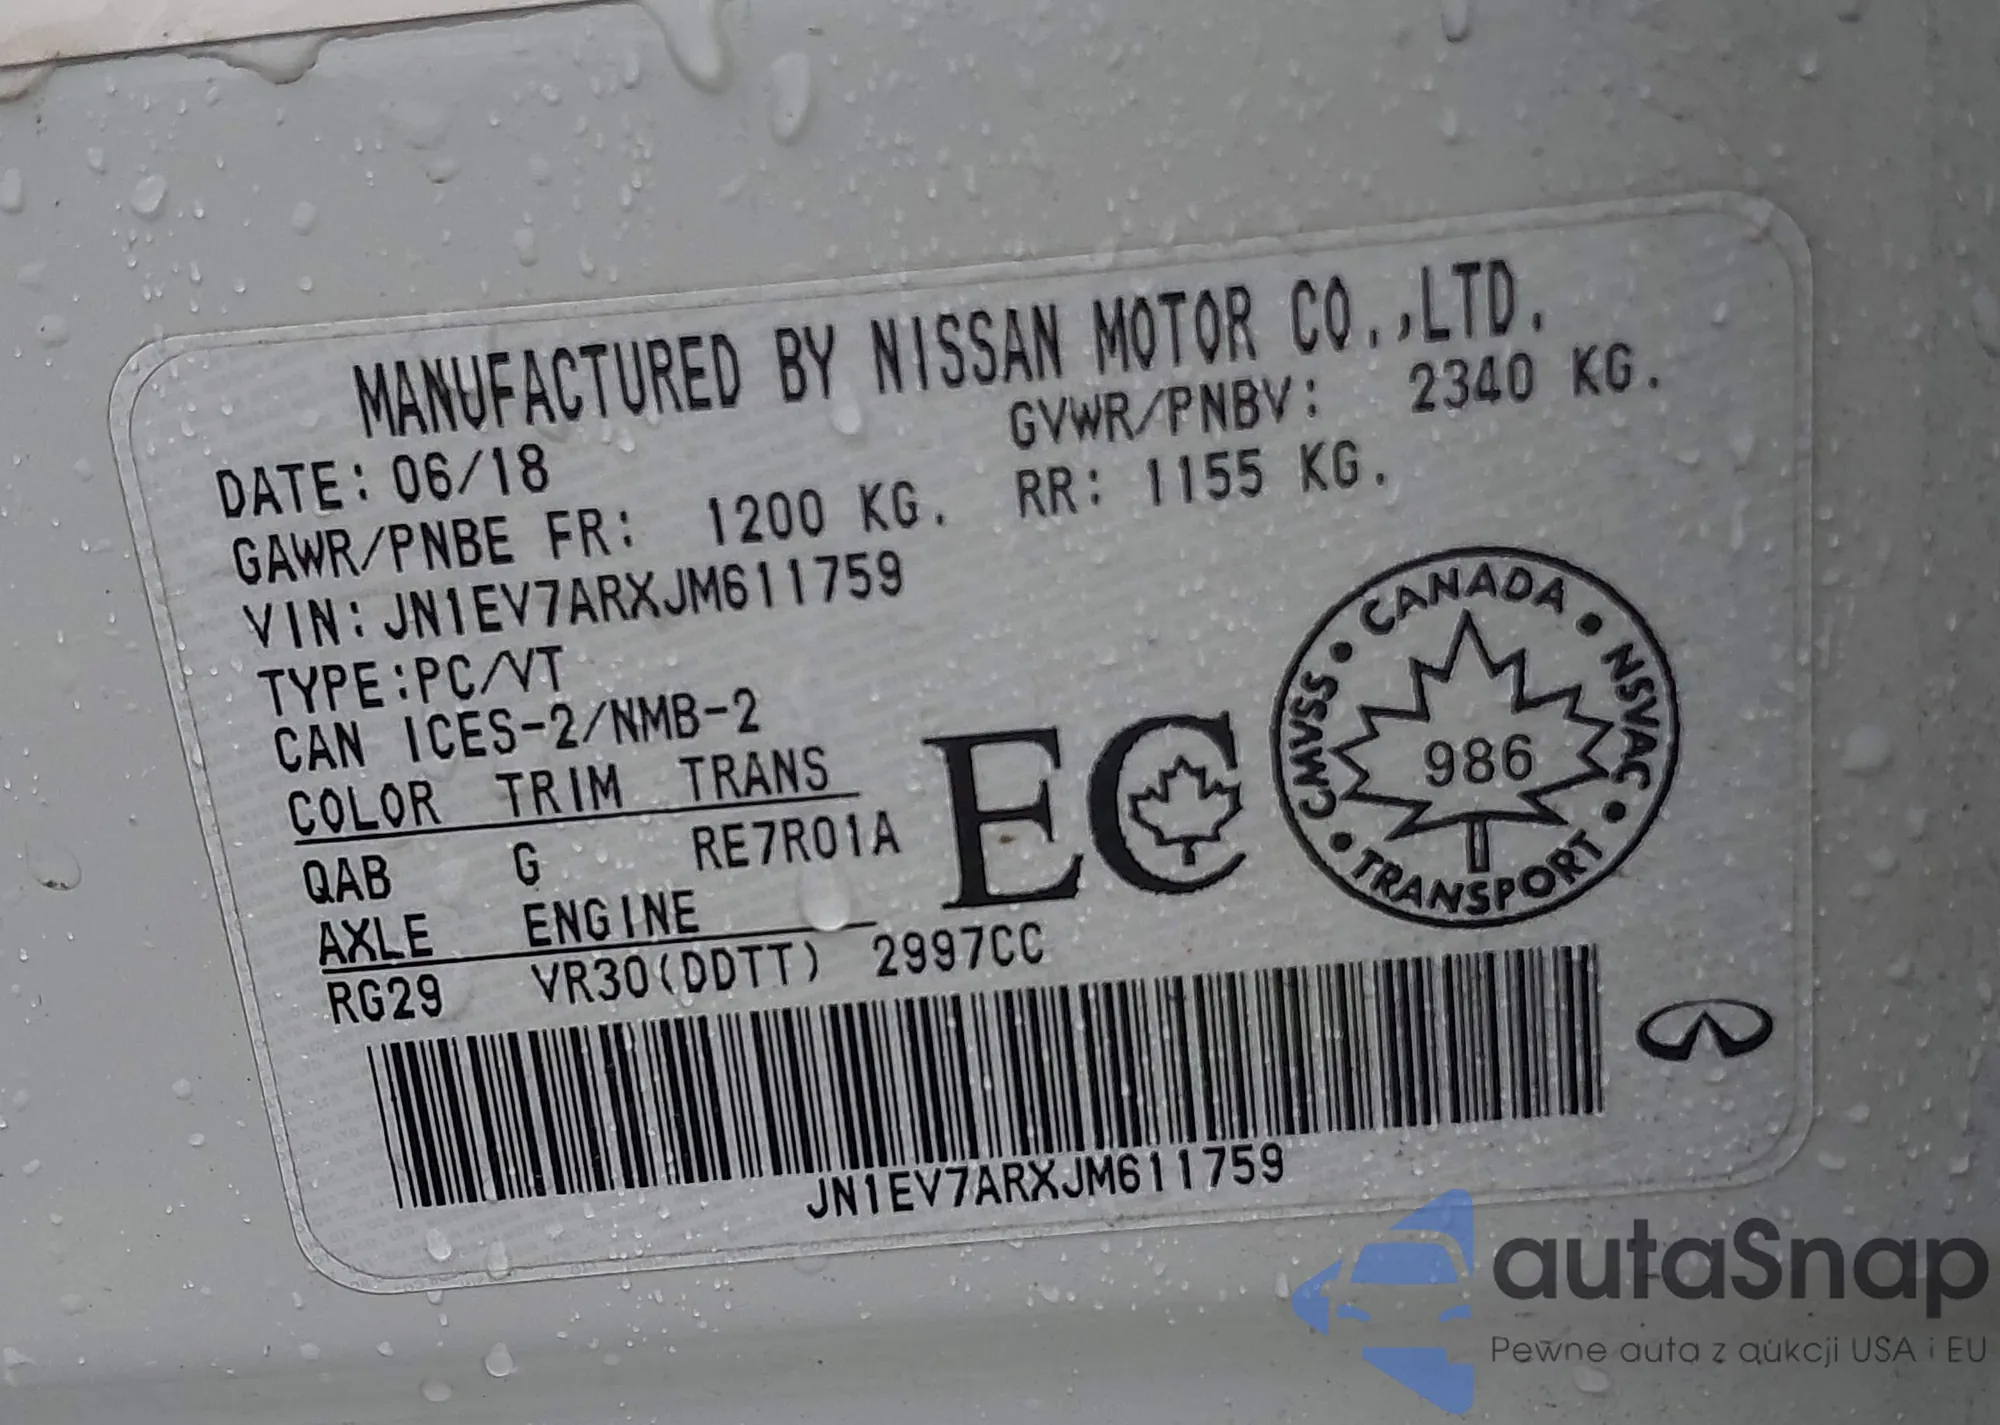 MANUFACTURED BY NISSAN MOTOR CO.,LTD.
DATE: 06/18 GVWR/PNBV: 2340 KG.
GAWR/PNBE FR: 1200 KG. RR: 1155 KG.
VIN: JN1EV7ARXJM611759
TYPE:PC/VT
CAN ICES-2/NMB-2
COLOR TRIM TRANS
QAB G RE7R01A
AXLE ENGINE
RG29 VR30(DDTT) 2997CC
EC
CANADA • NSVAC • TRANSPORT • CMVSS •
986
JN1EV7ARXJM611759
autaSnap
Pewne auta z aukcji USA i EU